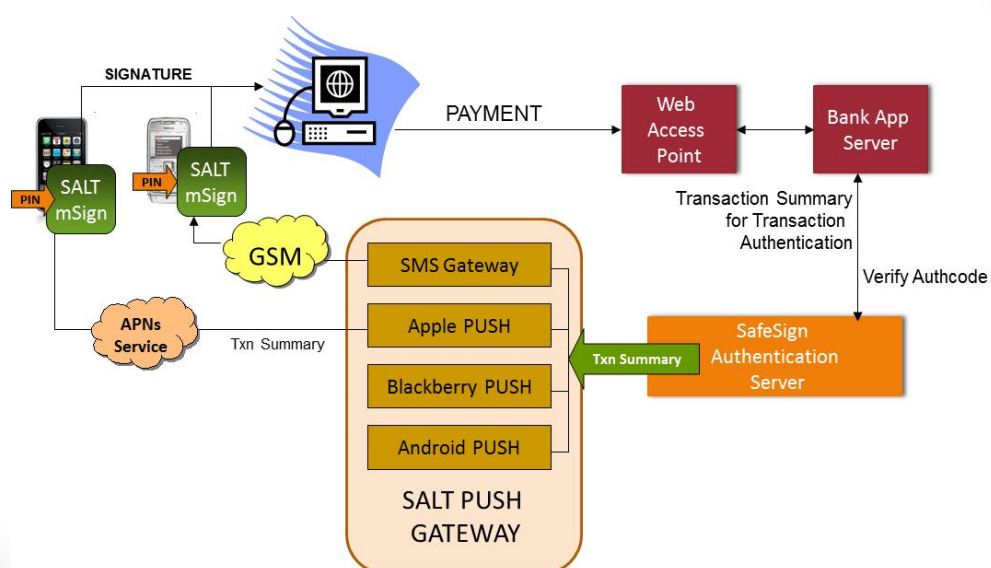 SIGNATURE
PAYMENT
Web
Access
Point
Bank App
Server
PIN
SALT
mSign
PIN
SALT
mSign
Transaction Summary
for Transaction
Authentication
GSM
SMS Gateway
Verify Authcode
APNs
Service
Txn Summary
Apple PUSH
Txn Summary
SafeSign
Authentication
Server
Blackberry PUSH
Android PUSH
SALT PUSH
GATEWAY